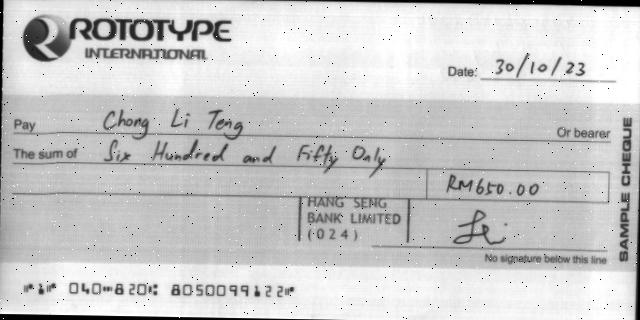 ROTOTYPE
INTERNATIONAL
Date: 30/10/23
Pay Chong Li Teng Or bearer
The sum of Six Hundred and Fifty Only
RM650.00
HANG SENG
BANK LIMITED
(024)
No signature below this line
SAMPLE CHEQUE
⑈1⑈ 040⑉820⑆ 8050099122⑈